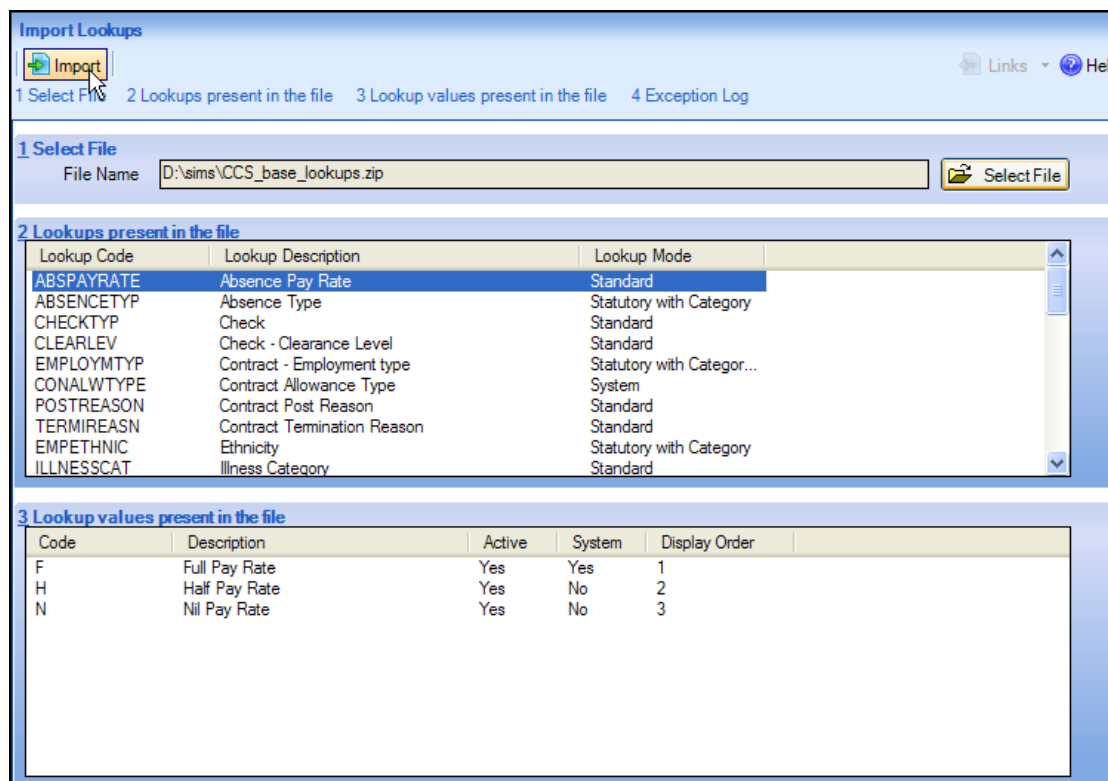 Import Lookups
Import Links Hel
1 Select File 2 Lookups present in the file 3 Lookup values present in the file 4 Exception Log
1 Select File
File Name D:\sims\CCS_base_lookups.zip Select File
2 Lookups present in the file
Lookup Code Lookup Description Lookup Mode
ABSPAYRATE Absence Pay Rate Standard
ABSENCETYP Absence Type Statutory with Category
CHECKTYP Check Standard
CLEARLEV Check - Clearance Level Standard
EMPLOYMTYP Contract - Employment type Statutory with Categor...
CONALWTYPE Contract Allowance Type System
POSTREASON Contract Post Reason Standard
TERMIREASN Contract Termination Reason Standard
EMPETHNIC Ethnicity Statutory with Category
ILLNESSCAT Illness Category Standard
3 Lookup values present in the file
Code Description Active System Display Order
F Full Pay Rate Yes Yes 1
H Half Pay Rate Yes No 2
N Nil Pay Rate Yes No 3